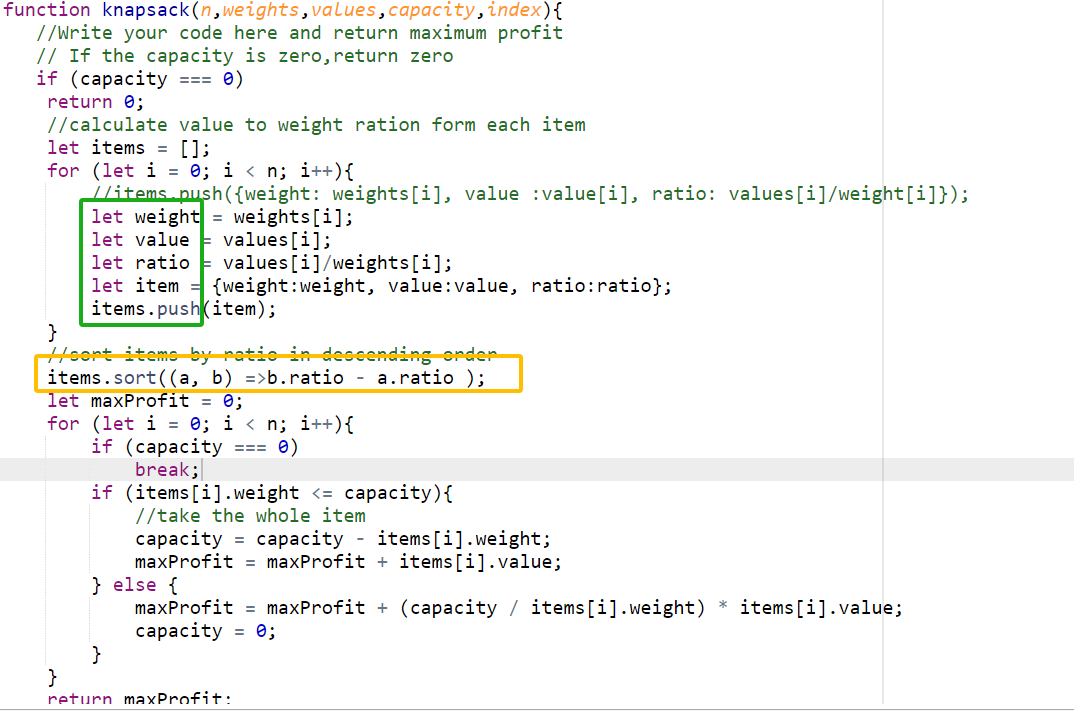 function knapsack(n,weights,values,capacity,index){
//Write your code here and return maximum profit
// If the capacity is zero,return zero
if (capacity === 0)
return 0;
//calculate value to weight ration form each item
let items = [];
for (let i = 0; i < n; i++){
//items.push({weight: weights[i], value :value[i], ratio: values[i]/weight[i]});
let weight = weights[i];
let value = values[i];
let ratio = values[i]/weights[i];
let item = {weight:weight, value:value, ratio:ratio};
items.push(item);
}
//sort items by ratio in descending order
items.sort((a, b) =>b.ratio - a.ratio );
let maxProfit = 0;
for (let i = 0; i < n; i++){
if (capacity === 0)
break;
if (items[i].weight <= capacity){
//take the whole item
capacity = capacity - items[i].weight;
maxProfit = maxProfit + items[i].value;
} else {
maxProfit = maxProfit + (capacity / items[i].weight) * items[i].value;
capacity = 0;
}
}
return maxProfit;